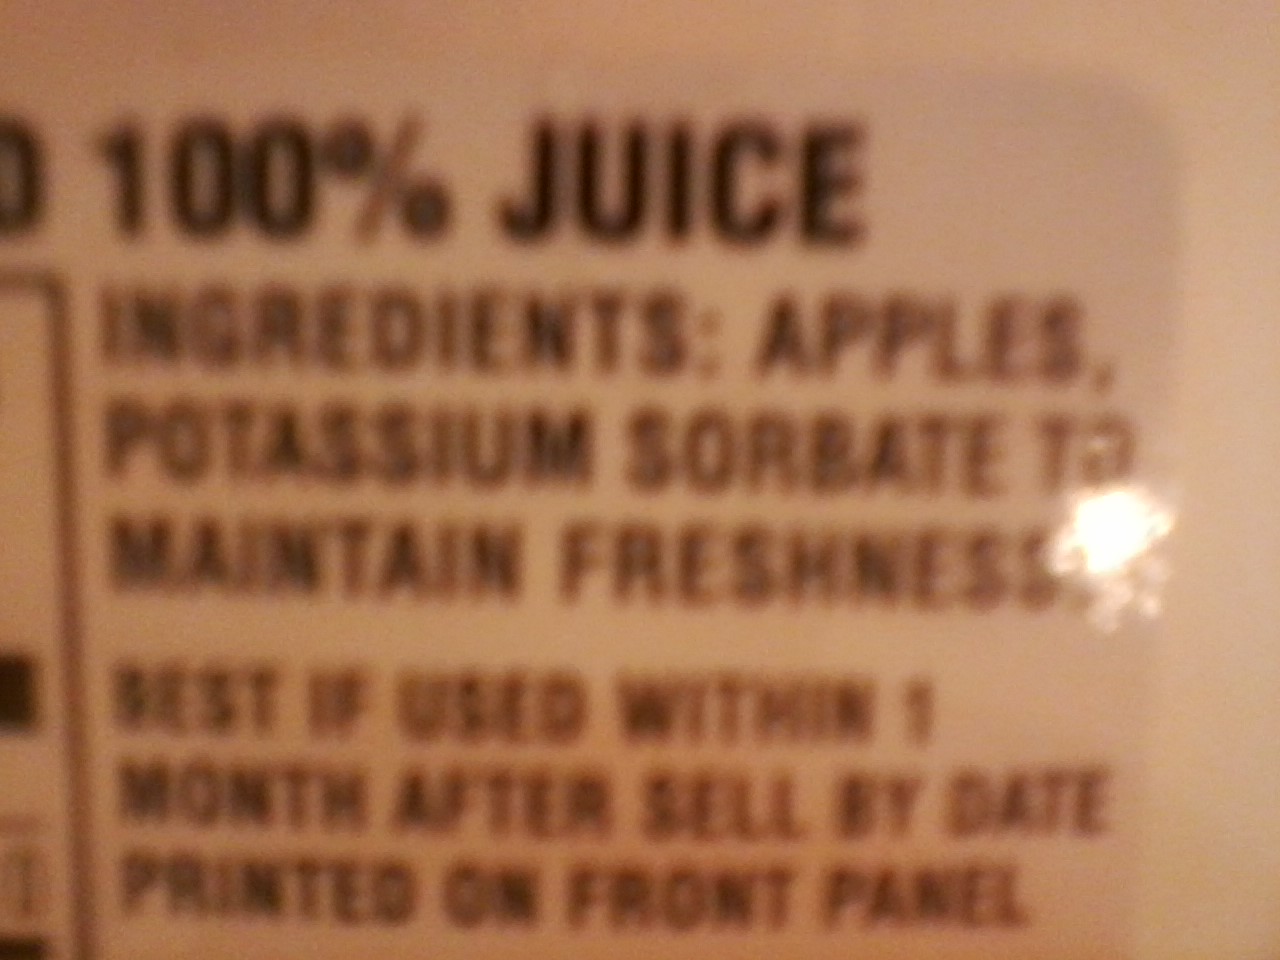 100% JUICE
INGREDIENTS: APPLES,
POTASSIUM SORBATE TO
MAINTAIN FRESHNESS.
BEST IF USED WITHIN 1
MONTH AFTER SELL BY DATE
PRINTED ON FRONT PANEL